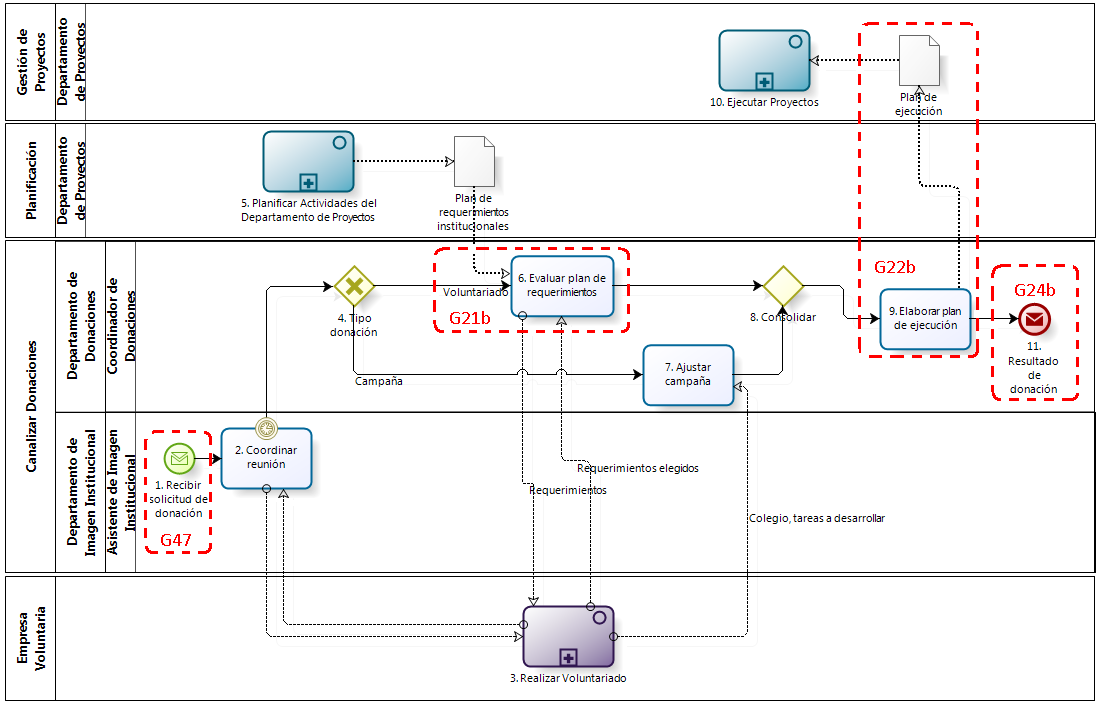 Gestión de
Proyectos
Departamento
de Proyectos
10. Ejecutar Proyectos
Plan de
ejecución
Planificación
Departamento
de Proyectos
5. Planificar Actividades del
Departamento de Proyectos
Plan de
requerimientos
institucionales
Canalizar Donaciones
Departamento de
Donaciones
Coordinador de
Donaciones
4. Tipo
donación
Voluntariado
Campaña
6. Evaluar plan de
requerimientos
G21b
7. Ajustar
campaña
8. Consolidar
G22b
9. Elaborar plan
de ejecución
G24b
11.
Resultado
de
donación
Departamento de
Imagen Institucional
Asistente de Imagen
Institucional
1. Recibir
solicitud de
donación
G47
2. Coordinar
reunión
Requerimientos elegidos
Requerimientos
Colegio, tareas a desarrollar
Empresa
Voluntaria
3. Realizar Voluntariado